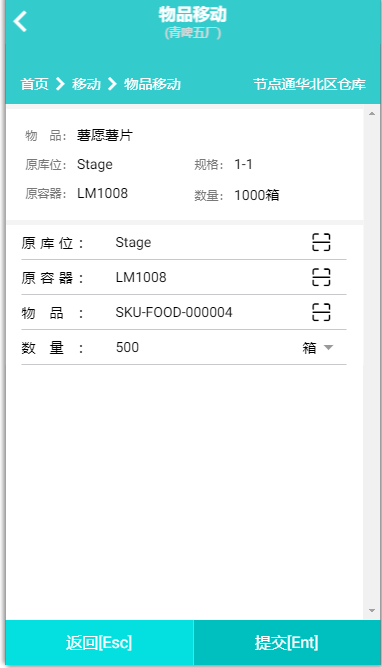 物品移动
(青啤五厂)
首页 移动 物品移动 节点通华北区仓库
物 品： 薯愿薯片
原库位： Stage 规格： 1-1
原容器： LM1008 数量： 1000箱
原库位： Stage
原容器： LM1008
物 品 ： SKU-FOOD-000004
数 量 ： 500 箱
返回[Esc] 提交[Ent]